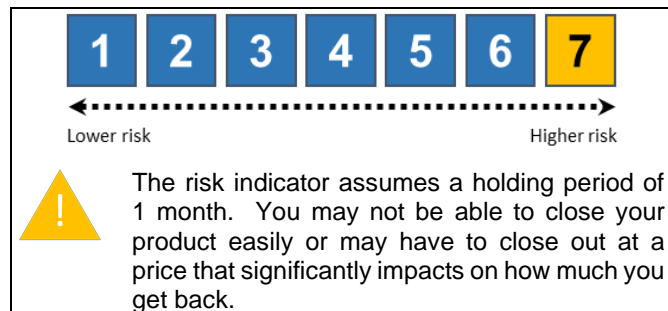 1 2 3 4 5 6 7
Lower risk Higher risk
!
The risk indicator assumes a holding period of
1 month. You may not be able to close your
product easily or may have to close out at a
price that significantly impacts on how much you
get back.